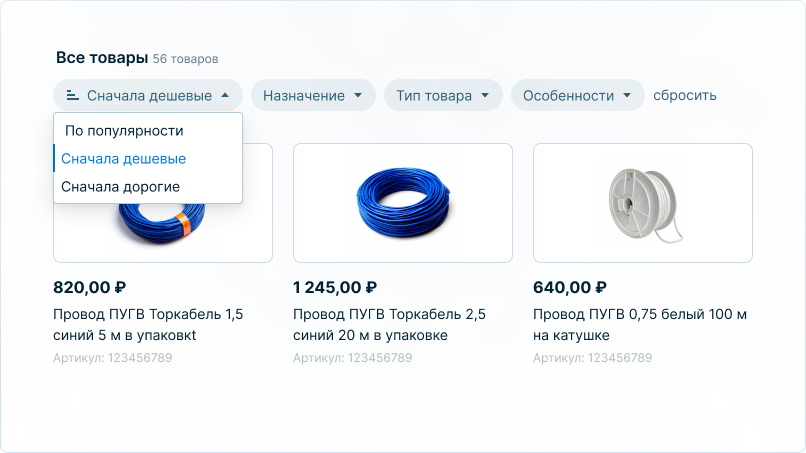 Все товары 56 товаров
Сначала дешевые Назначение Тип товара Особенности сбросить
По популярности
Сначала дешевые
Сначала дорогие
820,00 ₽
Провод ПУГВ Торкабель 1,5
синий 5 м в упаковкt
Артикул: 123456789
1 245,00 ₽
Провод ПУГВ Торкабель 2,5
синий 20 м в упаковке
Артикул: 123456789
640,00 ₽
Провод ПУГВ 0,75 белый 100 м
на катушке
Артикул: 123456789